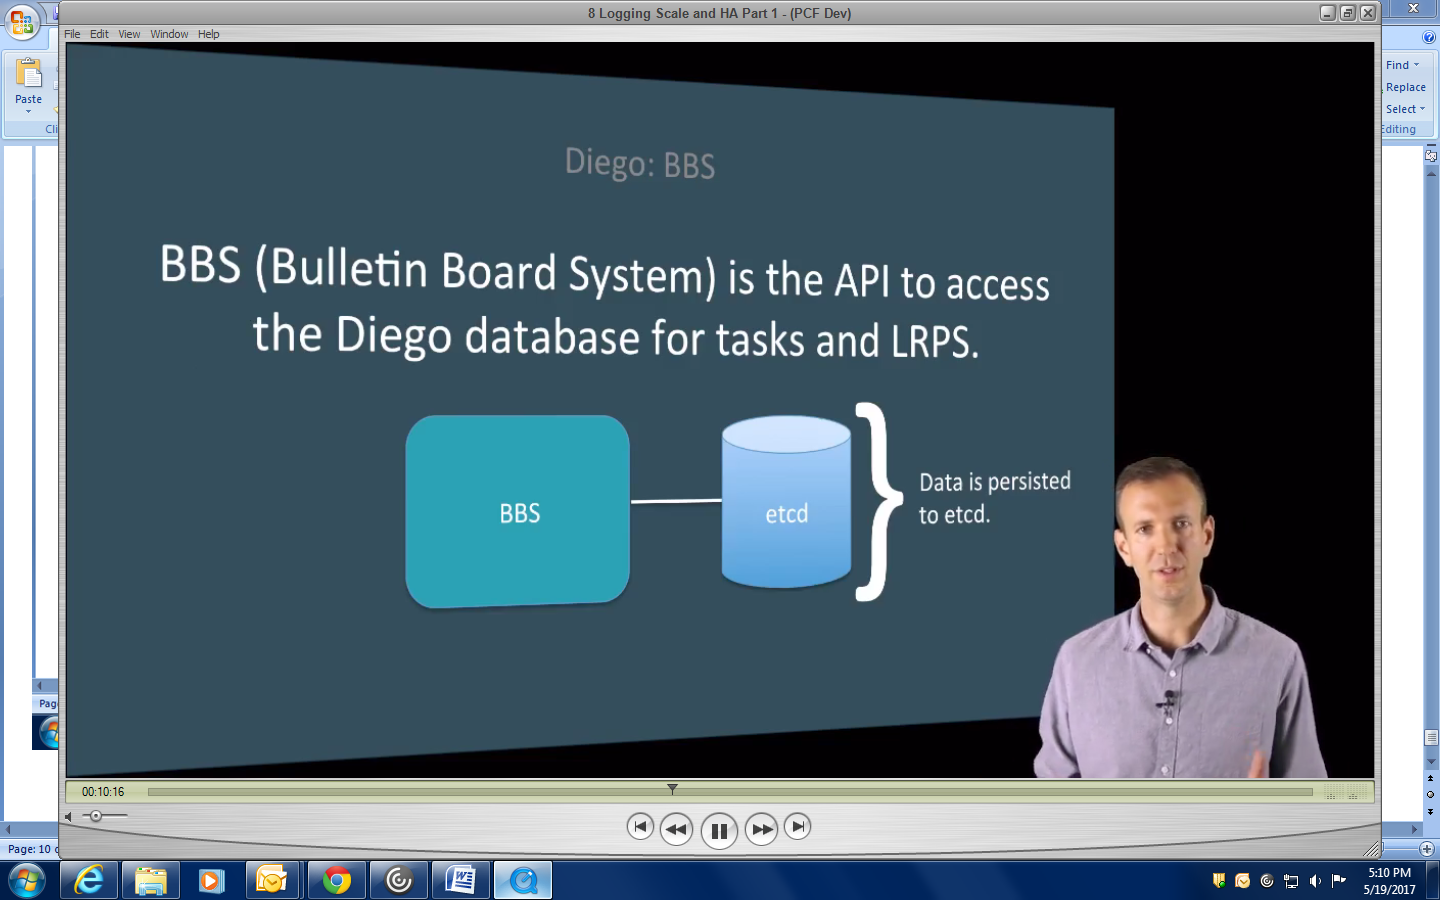 8 Logging Scale and HA Part 1 - (PCF Dev)
File Edit View Window Help
Paste
Find
Replace
Select
Editing
Diego: BBS
BBS (Bulletin Board System) is the API to access
the Diego database for tasks and LRPS.
BBS
etcd
Data is persisted
to etcd.
00:10:16
Page: 10
5:10 PM
5/19/2017